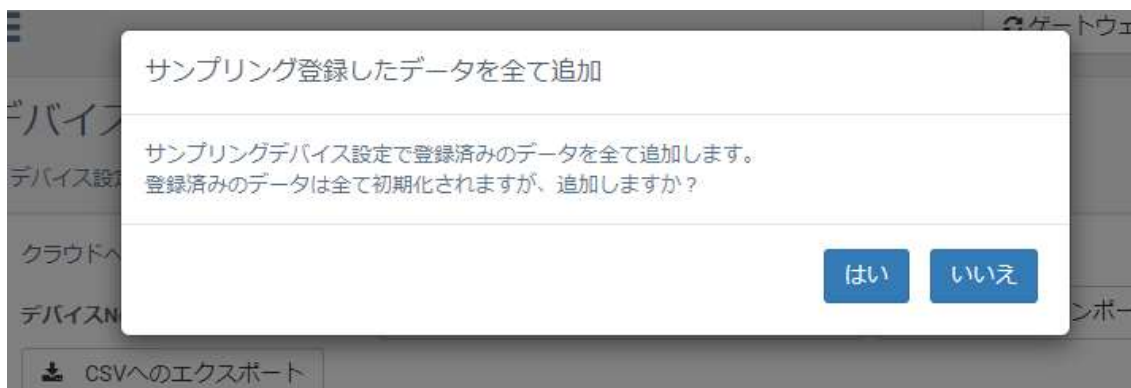 ゲートウェ
サンプリング登録したデータを全て追加
デバイス
サンプリングデバイス設定で登録済みのデータを全て追加します。
デバイス設定
登録済みのデータは全て初期化されますが、追加しますか？
クラウドへ
はい
いいえ
デバイスN
ンポー
CSVへのエクスポート